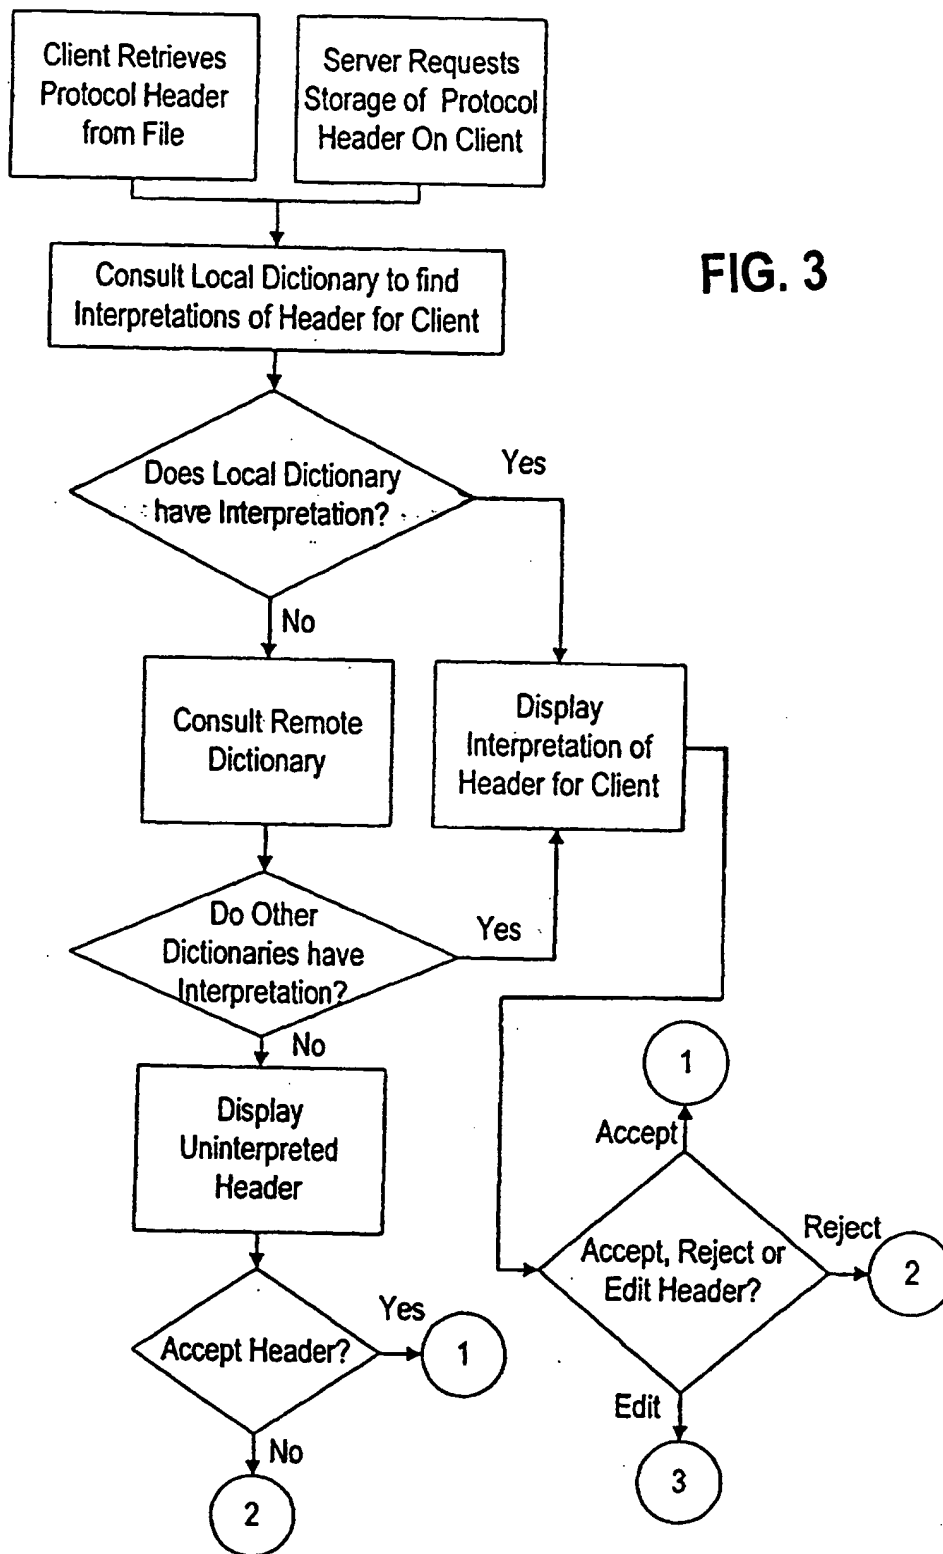 Client Retrieves
Protocol Header
from File
Server Requests
Storage of Protocol
Header On Client
FIG. 3
Consult Local Dictionary to find
Interpretations of Header for Client
Does Local Dictionary
have Interpretation?
Yes
No
Consult Remote
Dictionary
Display
Interpretation of
Header for Client
Do Other
Dictionaries have
Interpretation?
Yes
No
Display
Uninterpreted
Header
1
Accept
Accept, Reject or
Edit Header?
Reject
2
Edit
3
Accept Header?
Yes
1
No
2